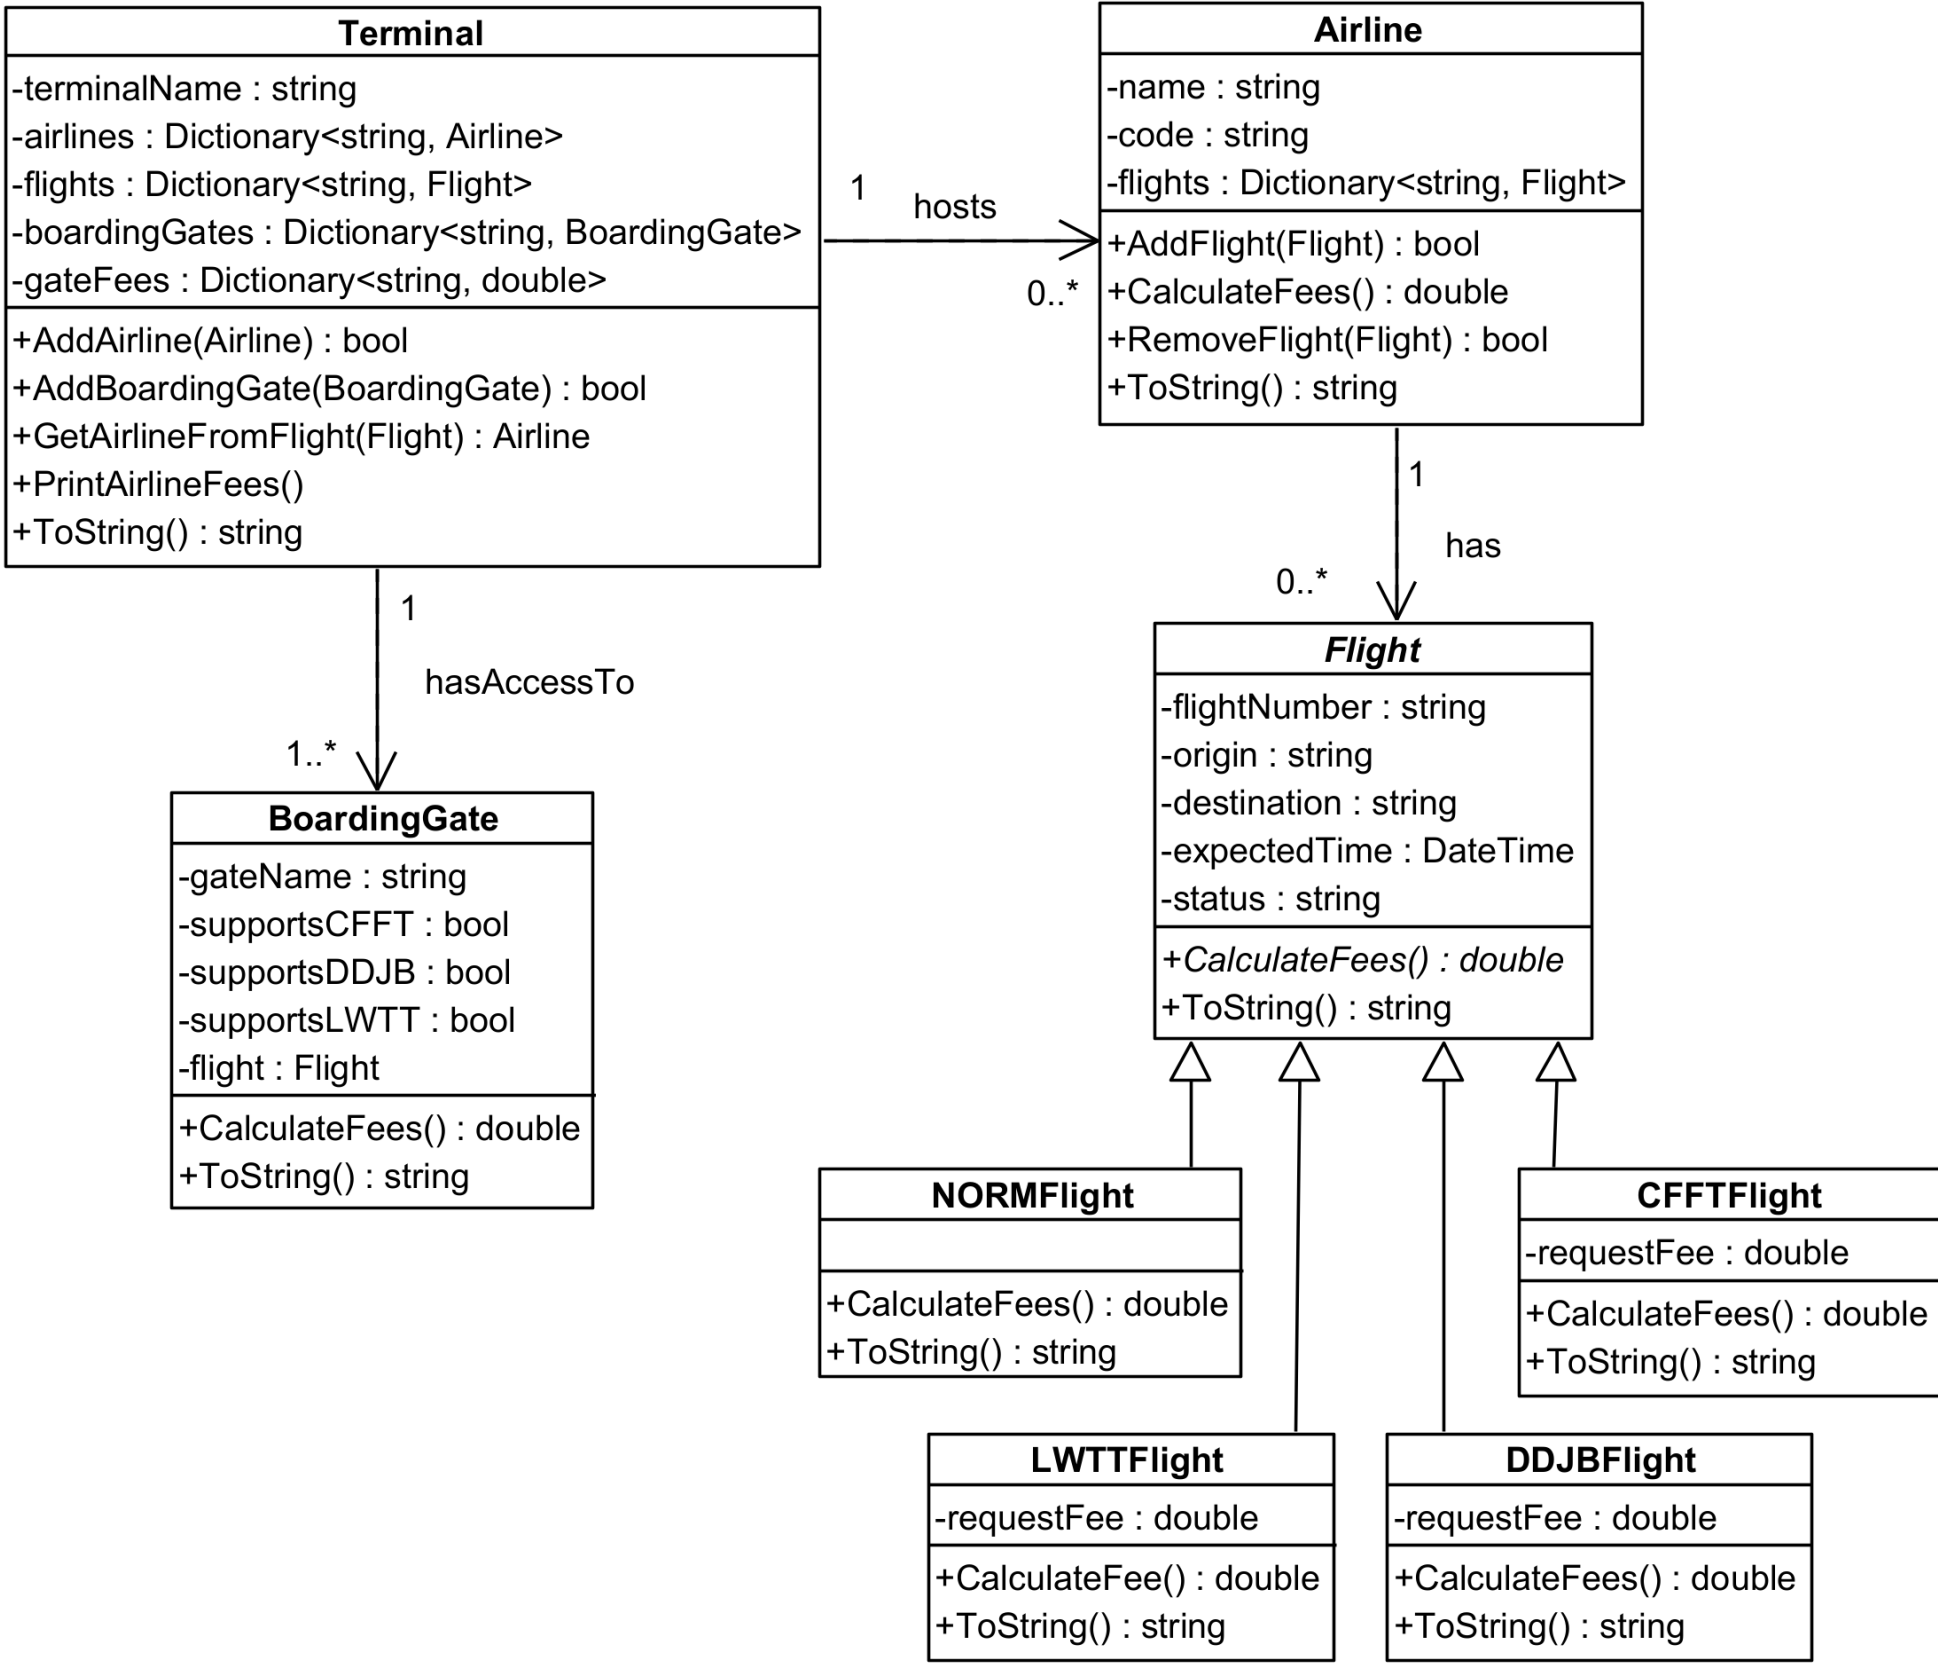 Terminal
-terminalName : string
-airlines : Dictionary<string, Airline>
-flights : Dictionary<string, Flight>
-boardingGates : Dictionary<string, BoardingGate>
-gateFees : Dictionary<string, double>
+AddAirline(Airline) : bool
+AddBoardingGate(BoardingGate) : bool
+GetAirlineFromFlight(Flight) : Airline
+PrintAirlineFees()
+ToString() : string
1
hosts
0..*
Airline
-name : string
-code : string
-flights : Dictionary<string, Flight>
+AddFlight(Flight) : bool
+CalculateFees() : double
+RemoveFlight(Flight) : bool
+ToString() : string
1
has
0..*
1
hasAccessTo
1..*
BoardingGate
-gateName : string
-supportsCFFT : bool
-supportsDDJB : bool
-supportsLWTT : bool
-flight : Flight
+CalculateFees() : double
+ToString() : string
Flight
-flightNumber : string
-origin : string
-destination : string
-expectedTime : DateTime
-status : string
+CalculateFees() : double
+ToString() : string
NORMFlight
+CalculateFees() : double
+ToString() : string
CFFTFlight
-requestFee : double
+CalculateFees() : double
+ToString() : string
LWTTFlight
-requestFee : double
+CalculateFee() : double
+ToString() : string
DDJBFlight
-requestFee : double
+CalculateFees() : double
+ToString() : string